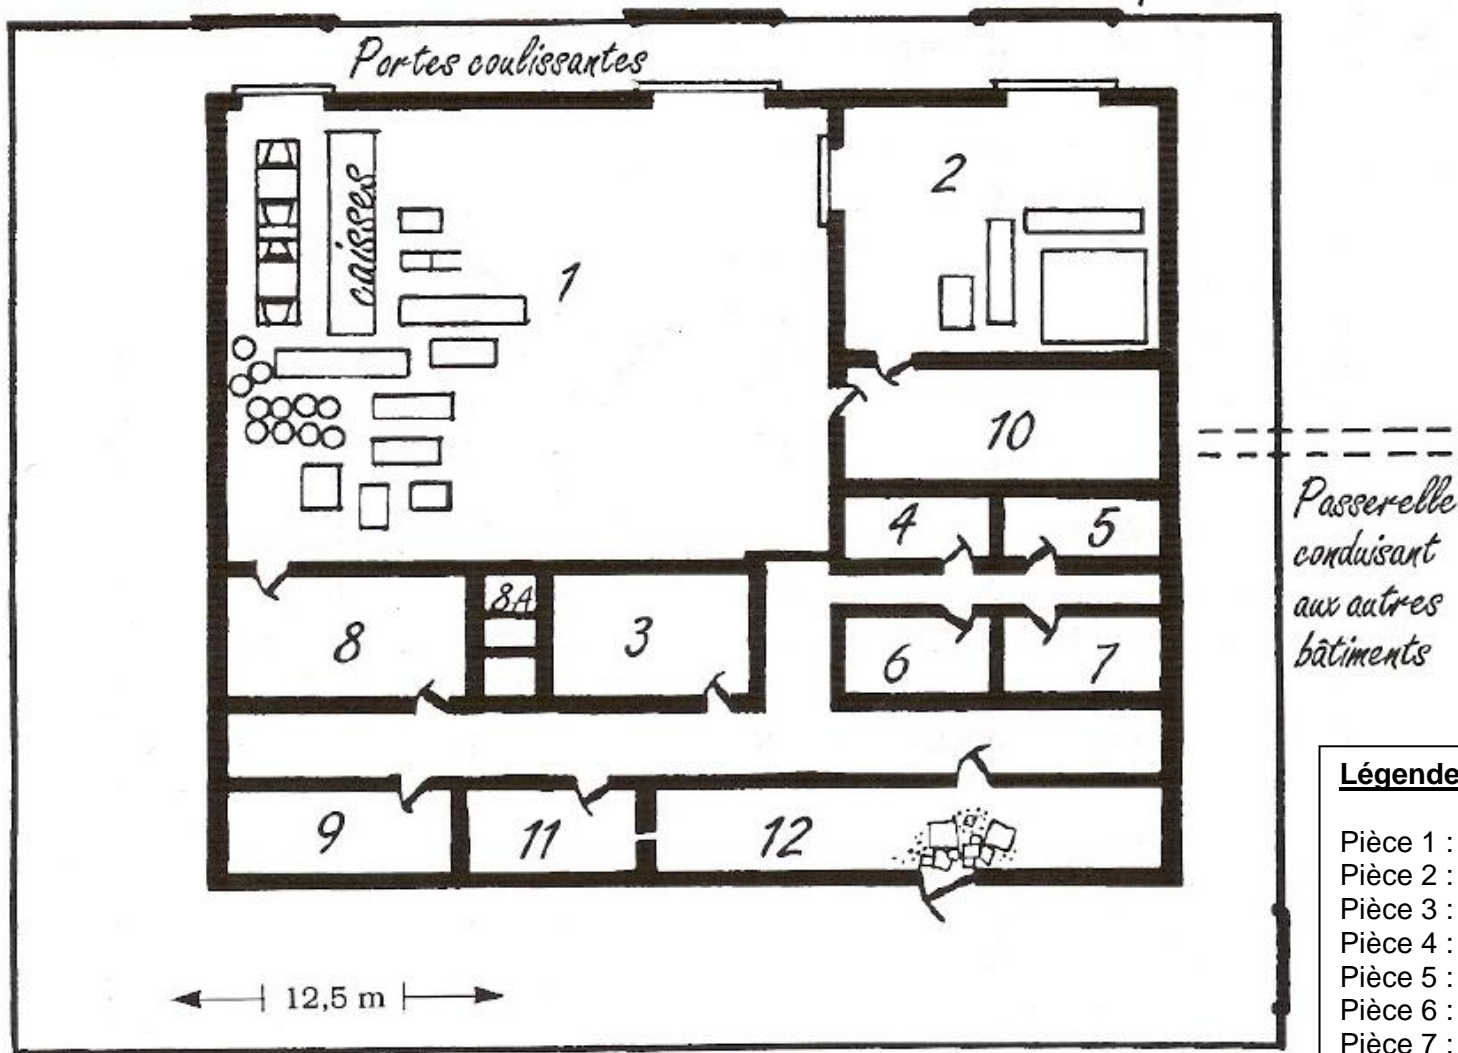 Portes coulissantes
caisses
1
2
10
4
5
8
8A
3
6
7
9
11
12
Passerelle
conduisant
aux autres
bâtiments
12,5 m
Légende
Pièce 1 :
Pièce 2 :
Pièce 3 :
Pièce 4 :
Pièce 5 :
Pièce 6 :
Pièce 7 :